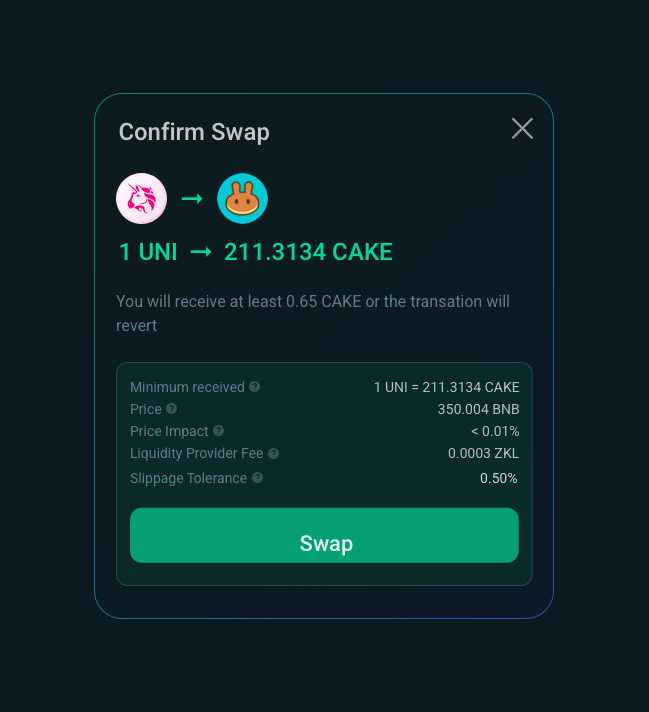 Confirm Swap
1 UNI → 211.3134 CAKE
You will receive at least 0.65 CAKE or the transation will
revert
Minimum received 1 UNI = 211.3134 CAKE
Price 350.004 BNB
Price Impact < 0.01%
Liquidity Provider Fee 0.0003 ZKL
Slippage Tolerance 0.50%
Swap